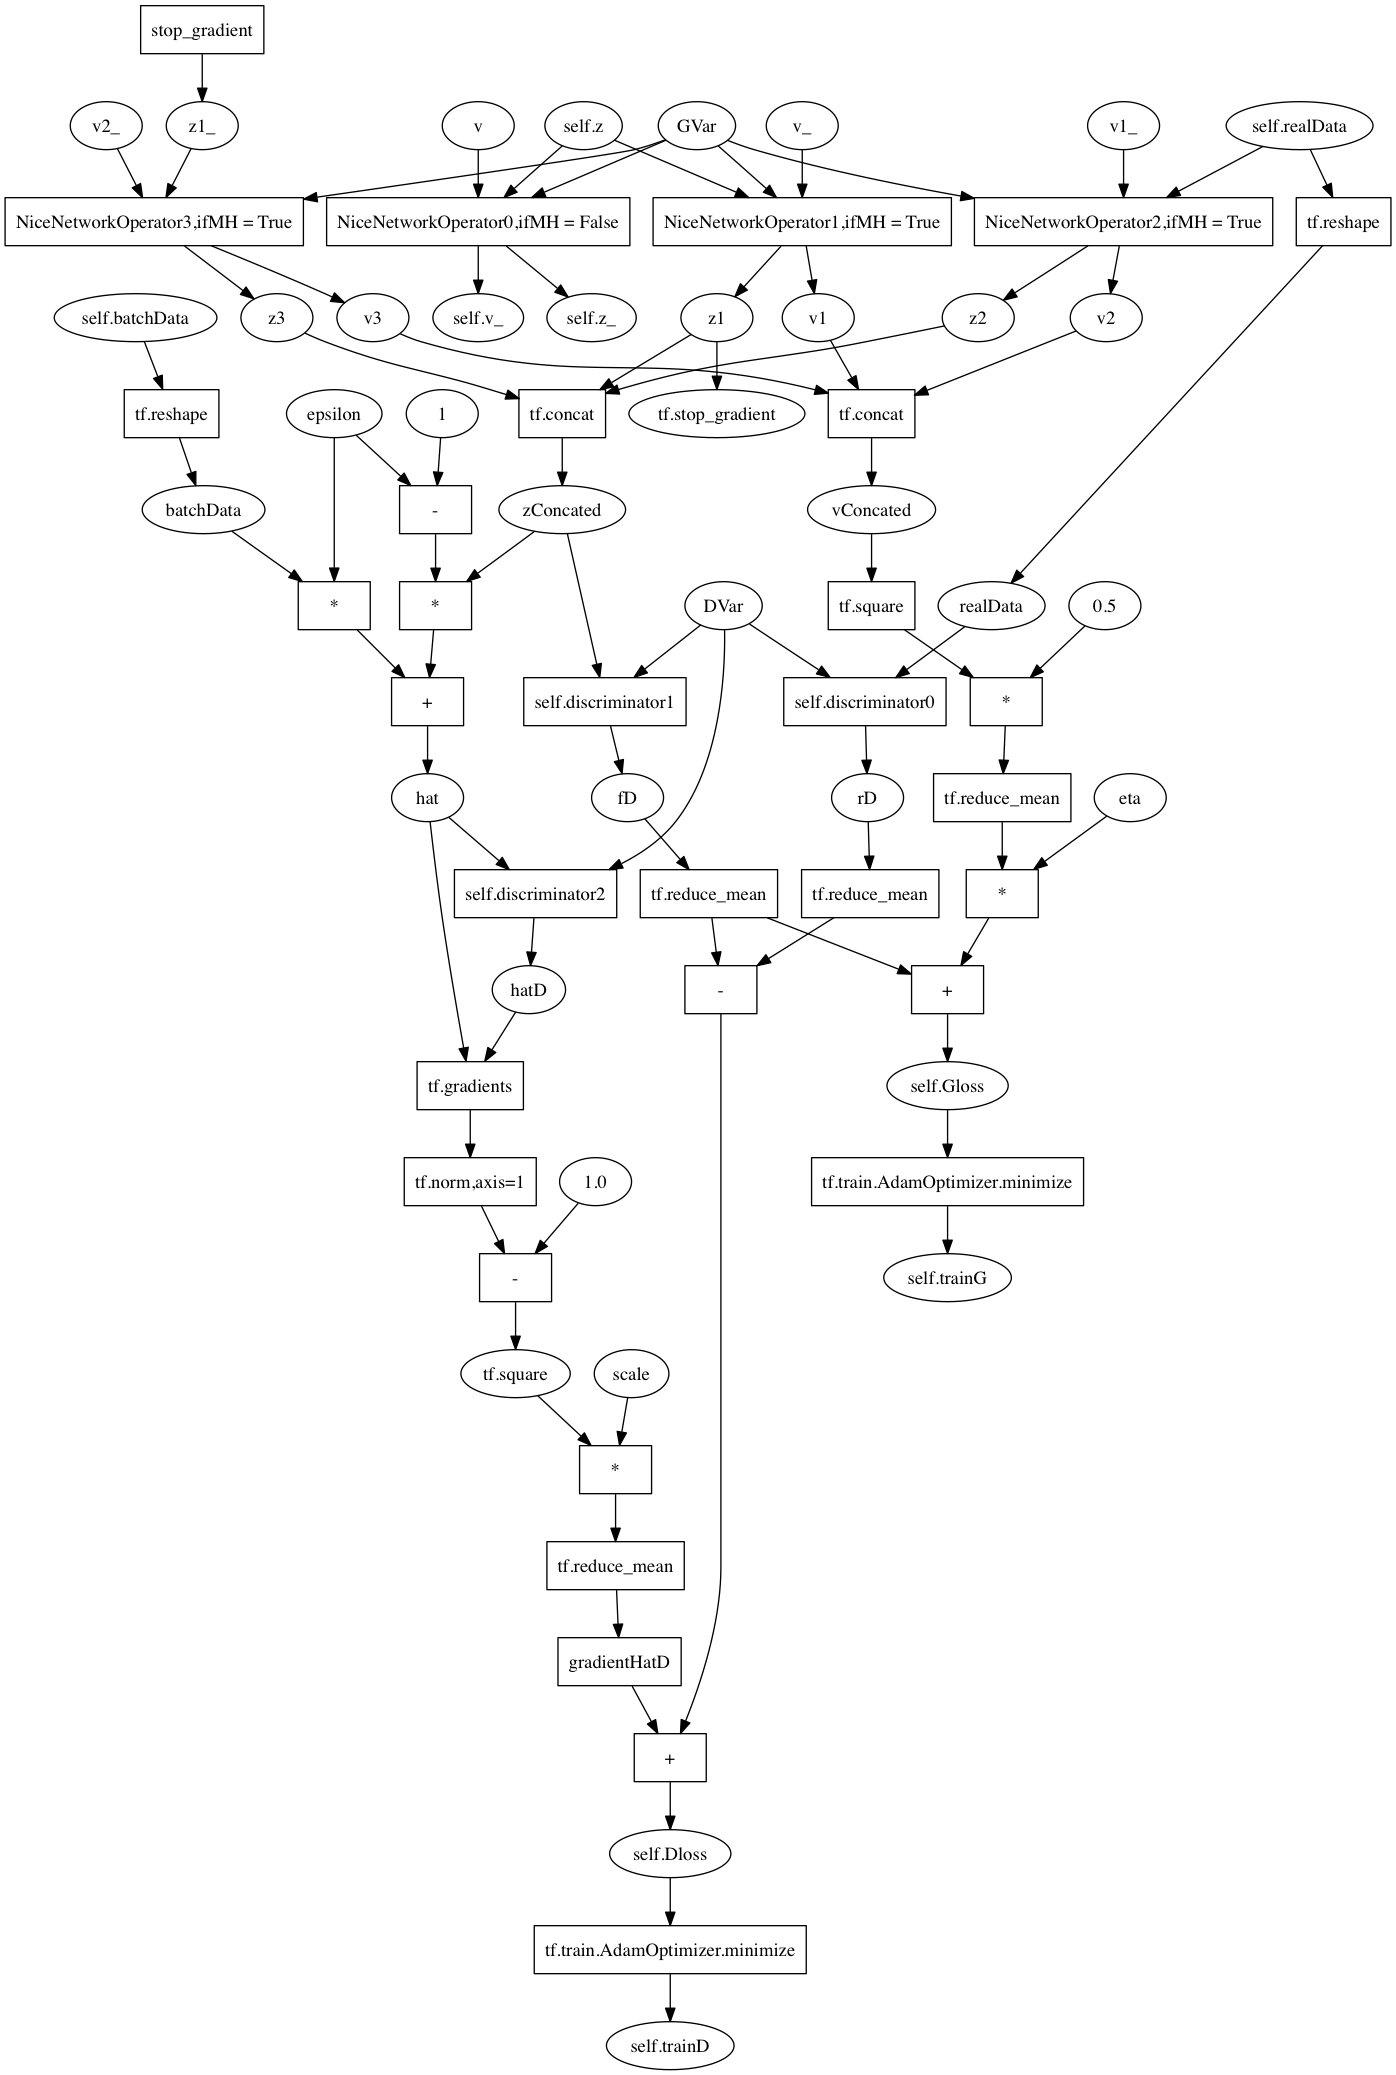 stop_gradient
v2_
z1_
v
self.z
GVar
v_
v1_
self.realData
NiceNetworkOperator3,ifMH = True
NiceNetworkOperator0,ifMH = False
NiceNetworkOperator1,ifMH = True
NiceNetworkOperator2,ifMH = True
tf.reshape
self.batchData
z3
v3
self.v_
self.z_
z1
v1
z2
v2
tf.reshape
epsilon
1
tf.concat
tf.stop_gradient
tf.concat
batchData
-
zConcated
vConcated
*
*
DVar
tf.square
realData
0.5
+
self.discriminator1
self.discriminator0
*
hat
fD
rD
tf.reduce_mean
eta
self.discriminator2
tf.reduce_mean
tf.reduce_mean
*
hatD
-
+
tf.gradients
self.Gloss
tf.norm,axis=1
1.0
tf.train.AdamOptimizer.minimize
-
self.trainG
tf.square
scale
*
tf.reduce_mean
gradientHatD
+
self.Dloss
tf.train.AdamOptimizer.minimize
self.trainD